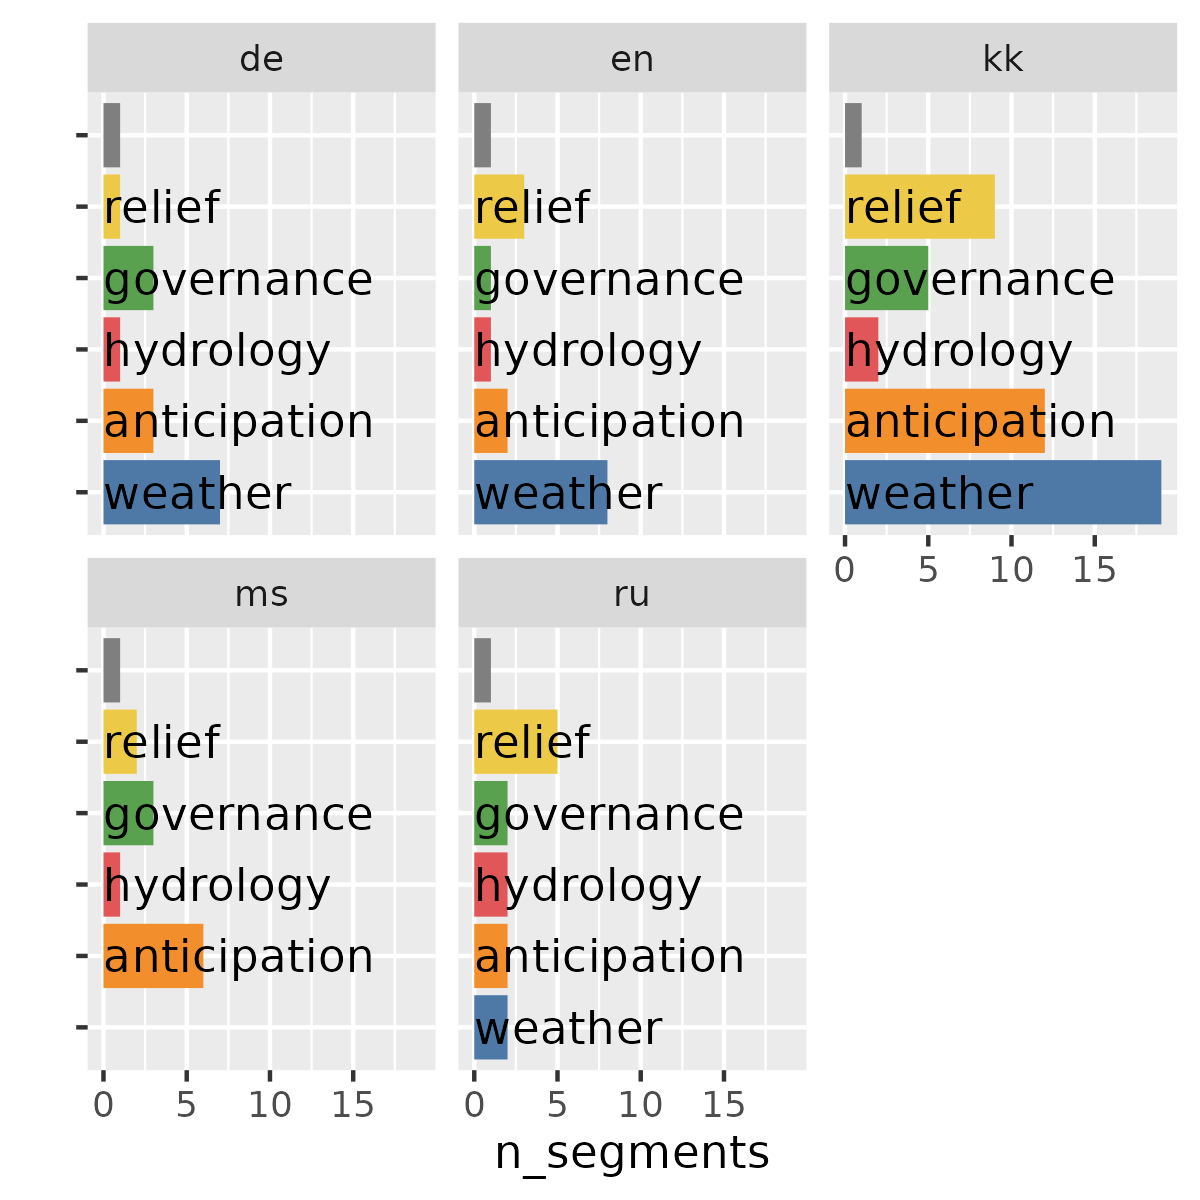 de
relief
governance
hydrology
anticipation
weather
en
relief
governance
hydrology
anticipation
weather
kk
relief
governance
hydrology
anticipation
weather
0 5 10 15
ms
relief
governance
hydrology
anticipation
0 5 10 15
ru
relief
governance
hydrology
anticipation
weather
0 5 10 15
n_segments